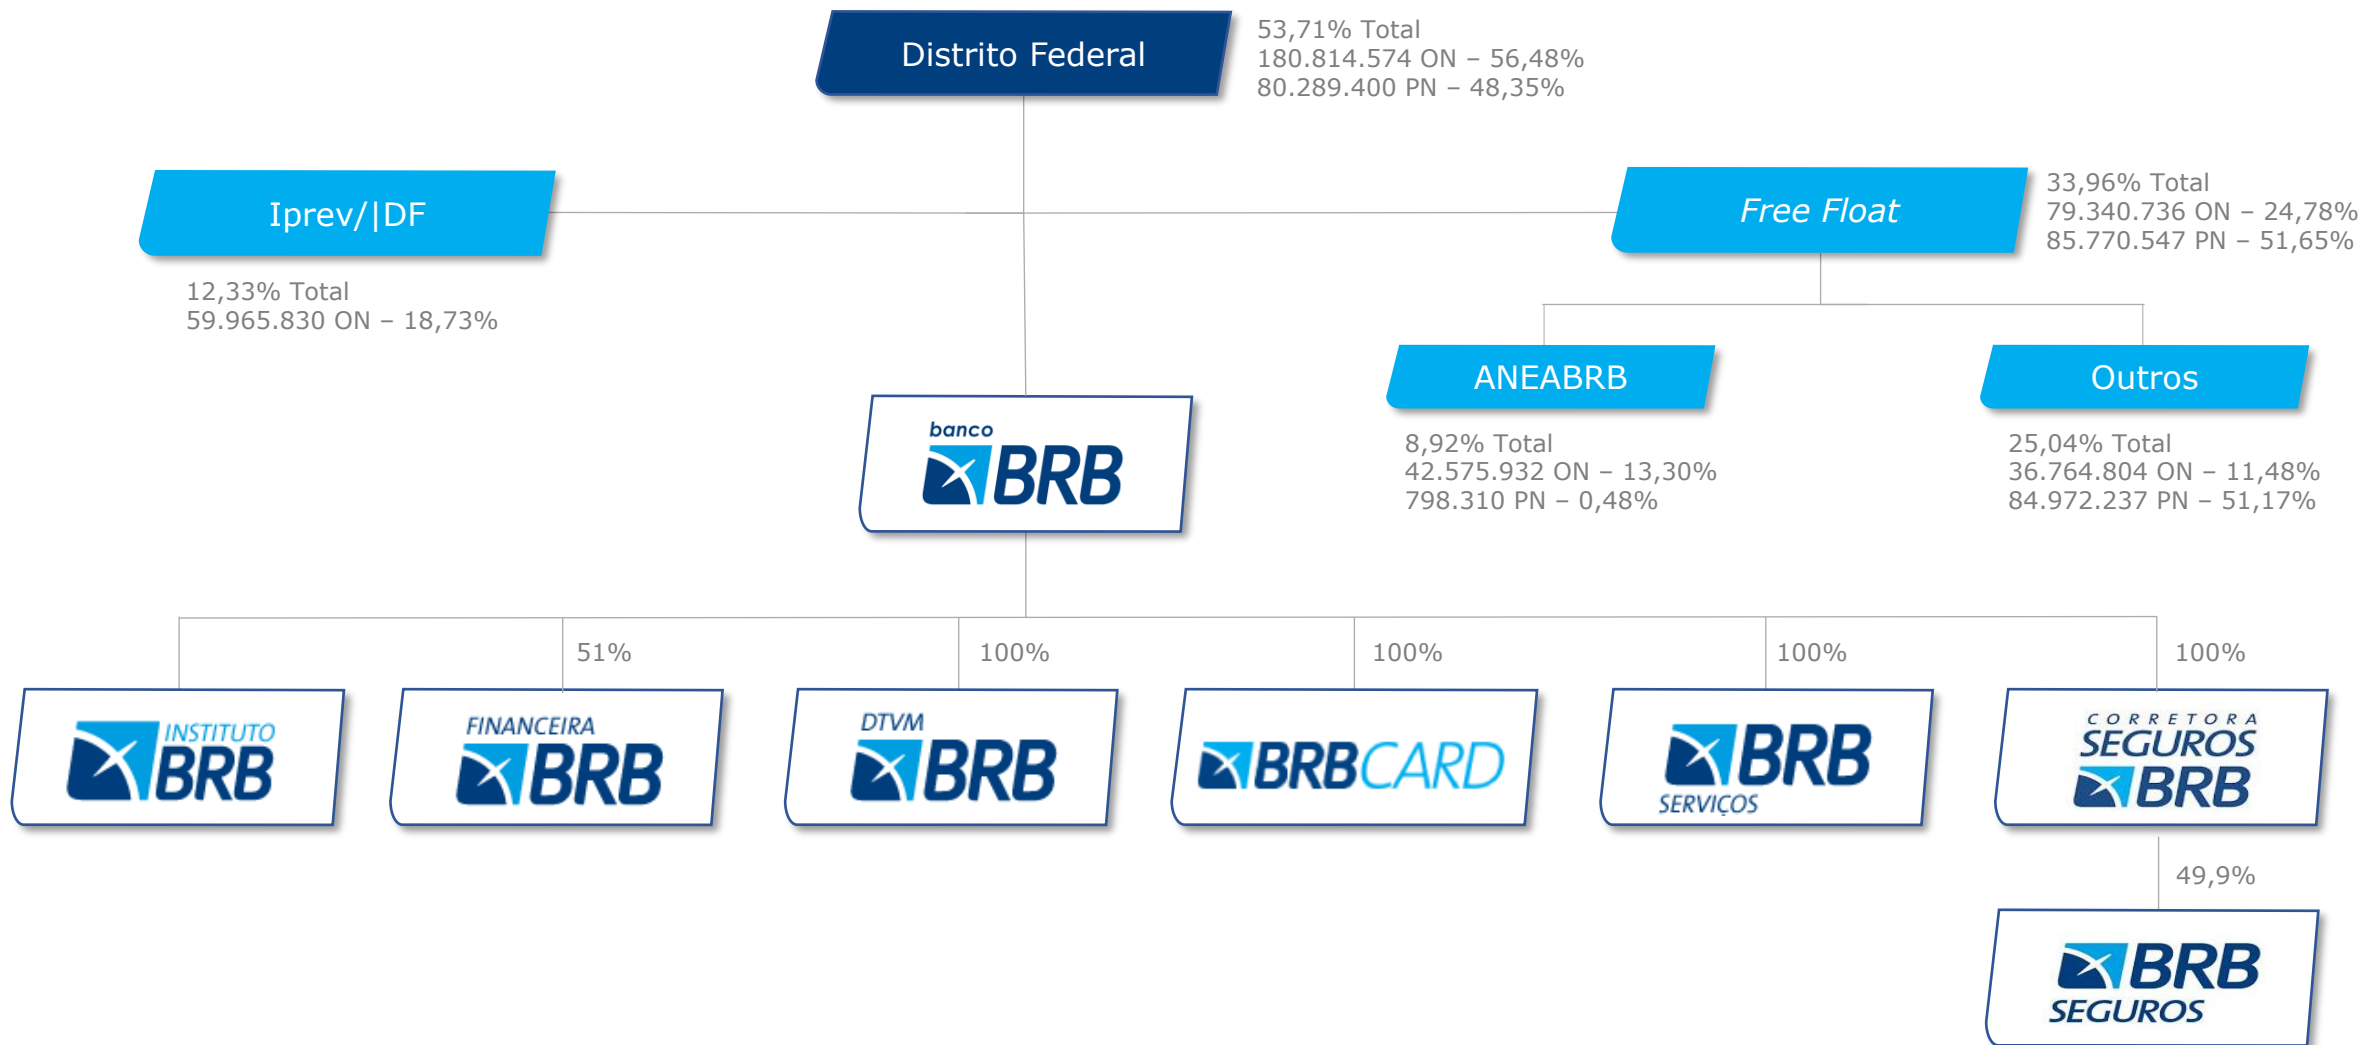 Distrito Federal
53,71% Total
180.814.574 ON – 56,48%
80.289.400 PN – 48,35%
Iprev/|DF
12,33% Total
59.965.830 ON – 18,73%
Free Float
33,96% Total
79.340.736 ON – 24,78%
85.770.547 PN – 51,65%
ANEABRB
8,92% Total
42.575.932 ON – 13,30%
798.310 PN – 0,48%
Outros
25,04% Total
36.764.804 ON – 11,48%
84.972.237 PN – 51,17%
banco
BRB
51%
100%
100%
100%
100%
INSTITUTO
BRB
FINANCEIRA
BRB
DTVM
BRB
BRBCARD
BRB
SERVIÇOS
CORRETORA
SEGUROS
BRB
49,9%
BRB
SEGUROS